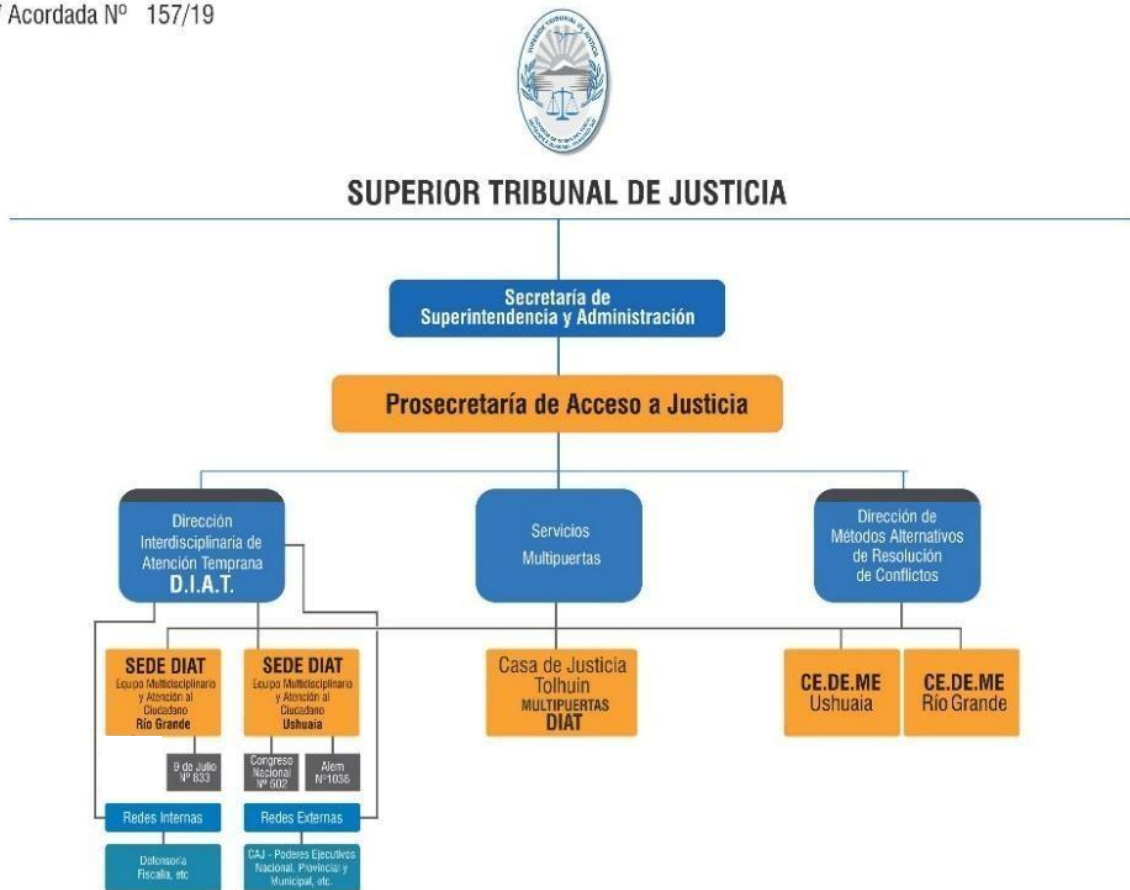 Acordada Nº 157/19
SUPERIOR TRIBUNAL DE JUSTICIA
Secretaría de
Superintendencia y Administración
Prosecretaría de Acceso a Justicia
Dirección
Interdisciplinaria de
Atención Temprana
D.I.A.T.
Servicios
Multipuertas
Dirección de
Métodos Alternativos
de Resolución
de Conflictos
SEDE DIAT
Equipo Multidisciplinario
y Atención al
Ciudadano
Río Grande
SEDE DIAT
Equipo Multidisciplinario
y Atención al
Ciudadano
Ushuaia
Casa de Justicia
Tolhuin
MULTIPUERTAS
DIAT
CE.DE.ME
Ushuaia
CE.DE.ME
Río Grande
9 de Julio
Nº 833
Congreso
Nacional
Nº 502
Alem
Nº1036
Redes Internas
Redes Externas
Defensoría
Fiscalía, etc
CAJ - Poderes Ejecutivos
Nacional, Provincial y
Municipal, etc.